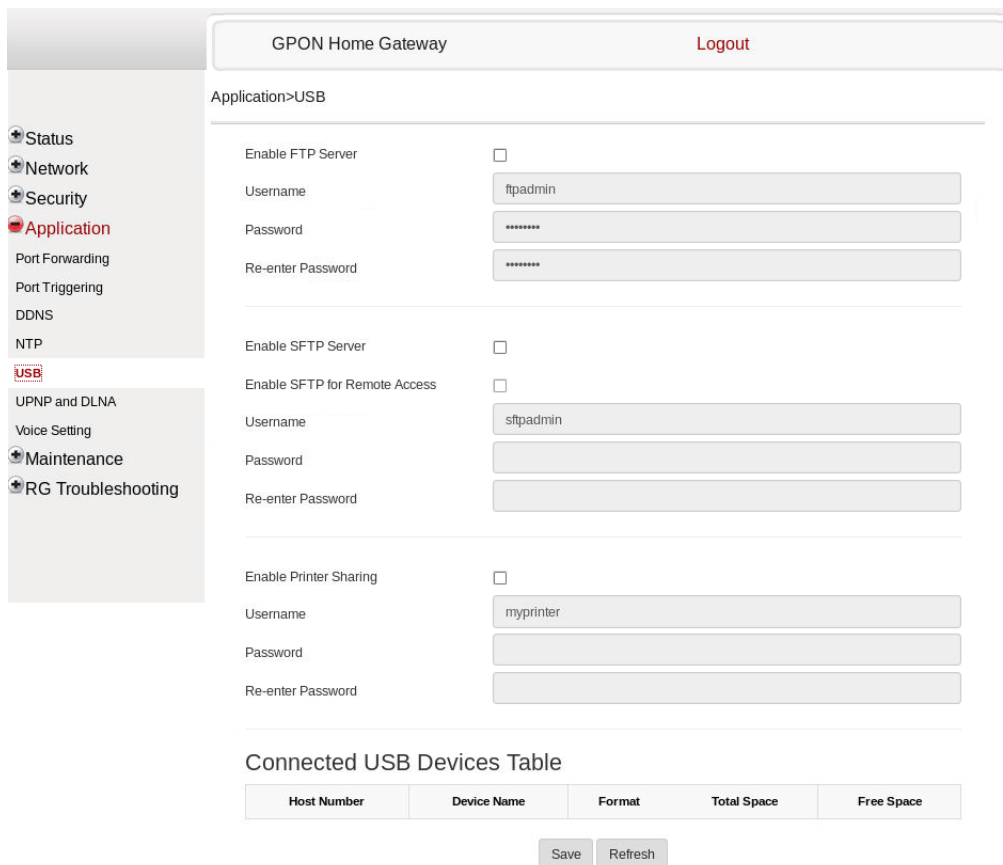 GPON Home Gateway Logout
Application>USB
Status
Network
Security
Application
Port Forwarding
Port Triggering
DDNS
NTP
USB
UPNP and DLNA
Voice Setting
Maintenance
RG Troubleshooting
Enable FTP Server
Username ftpadmin
Password ••••••••
Re-enter Password ••••••••
Enable SFTP Server
Enable SFTP for Remote Access
Username sftpadmin
Password
Re-enter Password
Enable Printer Sharing
Username myprinter
Password
Re-enter Password
Connected USB Devices Table
Host Number Device Name Format Total Space Free Space
Save Refresh